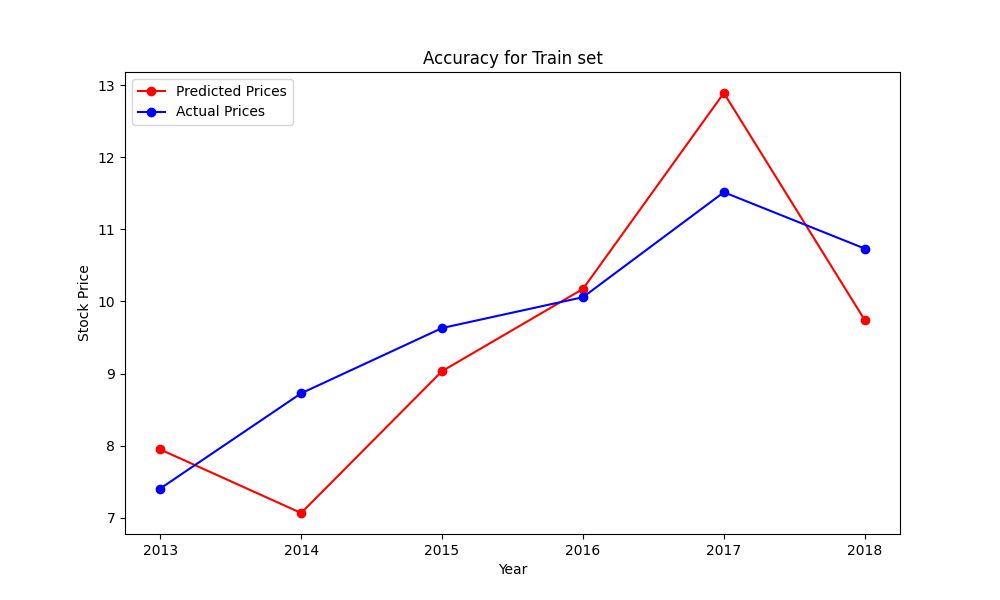 Accuracy for Train set
Predicted Prices
Actual Prices
13
12
11
10
9
8
7
Stock Price
2013 2014 2015 2016 2017 2018
Year